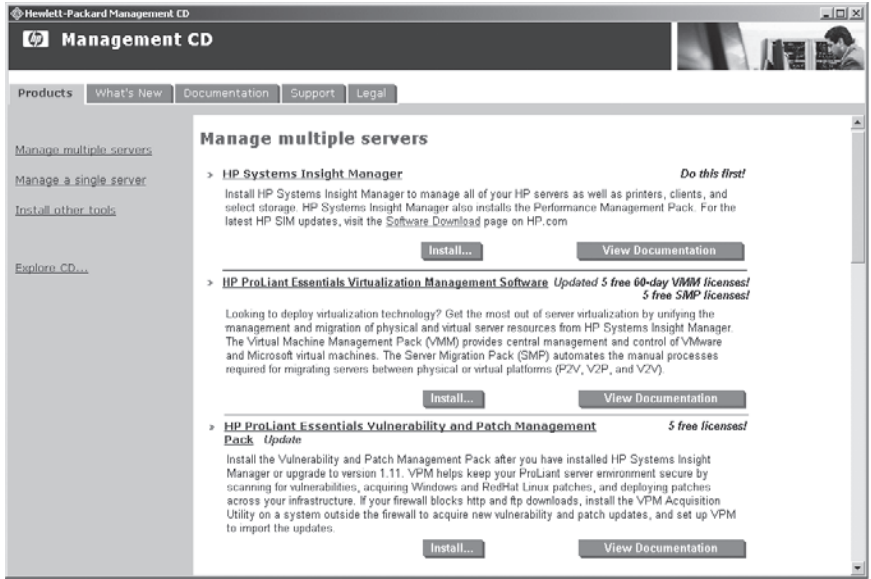 Hewlett-Packard Management CD
hp Management CD
Products What's New Documentation Support Legal
Manage multiple servers
Manage a single server
Install other tools
Explore CD...
Manage multiple servers
» HP Systems Insight Manager Do this first!
Install HP Systems Insight Manager to manage all of your HP servers as well as printers, clients, and
select storage. HP Systems Insight Manager also installs the Performance Management Pack. For the
latest HP SIM updates, visit the Software Download page on HP.com
Install... View Documentation
» HP ProLiant Essentials Virtualization Management Software Updated 5 free 60-day VMM licenses!
5 free SMP licenses!
Looking to deploy virtualization technology? Get the most out of server virtualization by unifying the
management and migration of physical and virtual server resources from HP Systems Insight Manager.
The Virtual Machine Management Pack (VMM) provides central management and control of VMware
and Microsoft virtual machines. The Server Migration Pack (SMP) automates the manual processes
required for migrating servers between physical or virtual platforms (P2V, V2P, and V2V).
Install... View Documentation
» HP ProLiant Essentials Vulnerability and Patch Management 5 free licenses!
Pack Update
Install the Vulnerability and Patch Management Pack after you have installed HP Systems Insight
Manager or upgrade to version 1.11. VPM helps keep your ProLiant server environment secure by
scanning for vulnerabilities, acquiring Windows and RedHat Linux patches, and deploying patches
across your infrastructure. If your firewall blocks http and ftp downloads, install the VPM Acquisition
Utility on a system outside the firewall to acquire new vulnerability and patch updates, and set up VPM
to import the updates.
Install... View Documentation